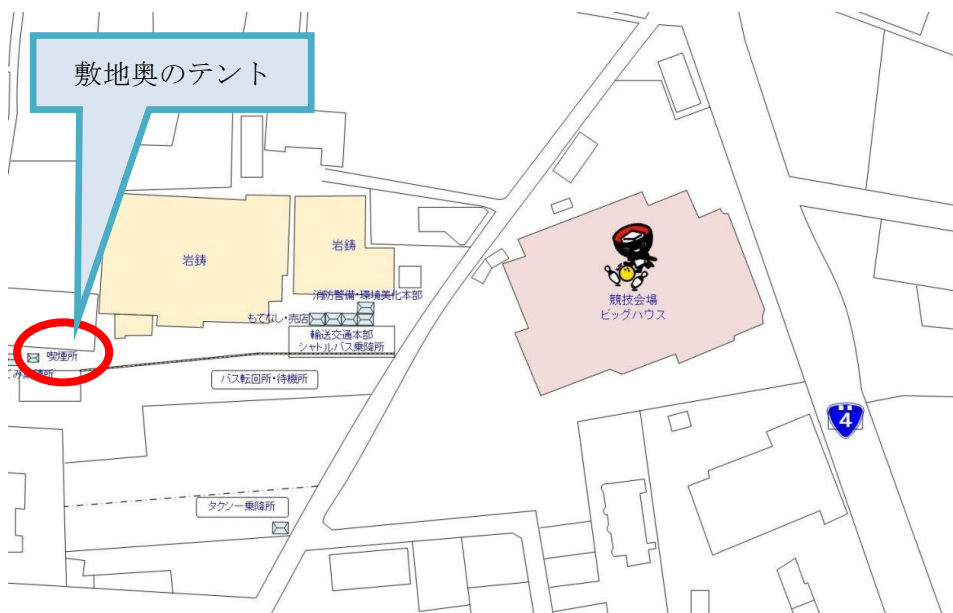 敷地奥のテント
岩鋳
岩鋳
消防警備・環境美化本部
もてなし・売店
輸送交通本部
シャトルバス乗降所
競技会場
ビッグハウス
喫煙所
バス転回所・待機所
4
タクシー乗降所